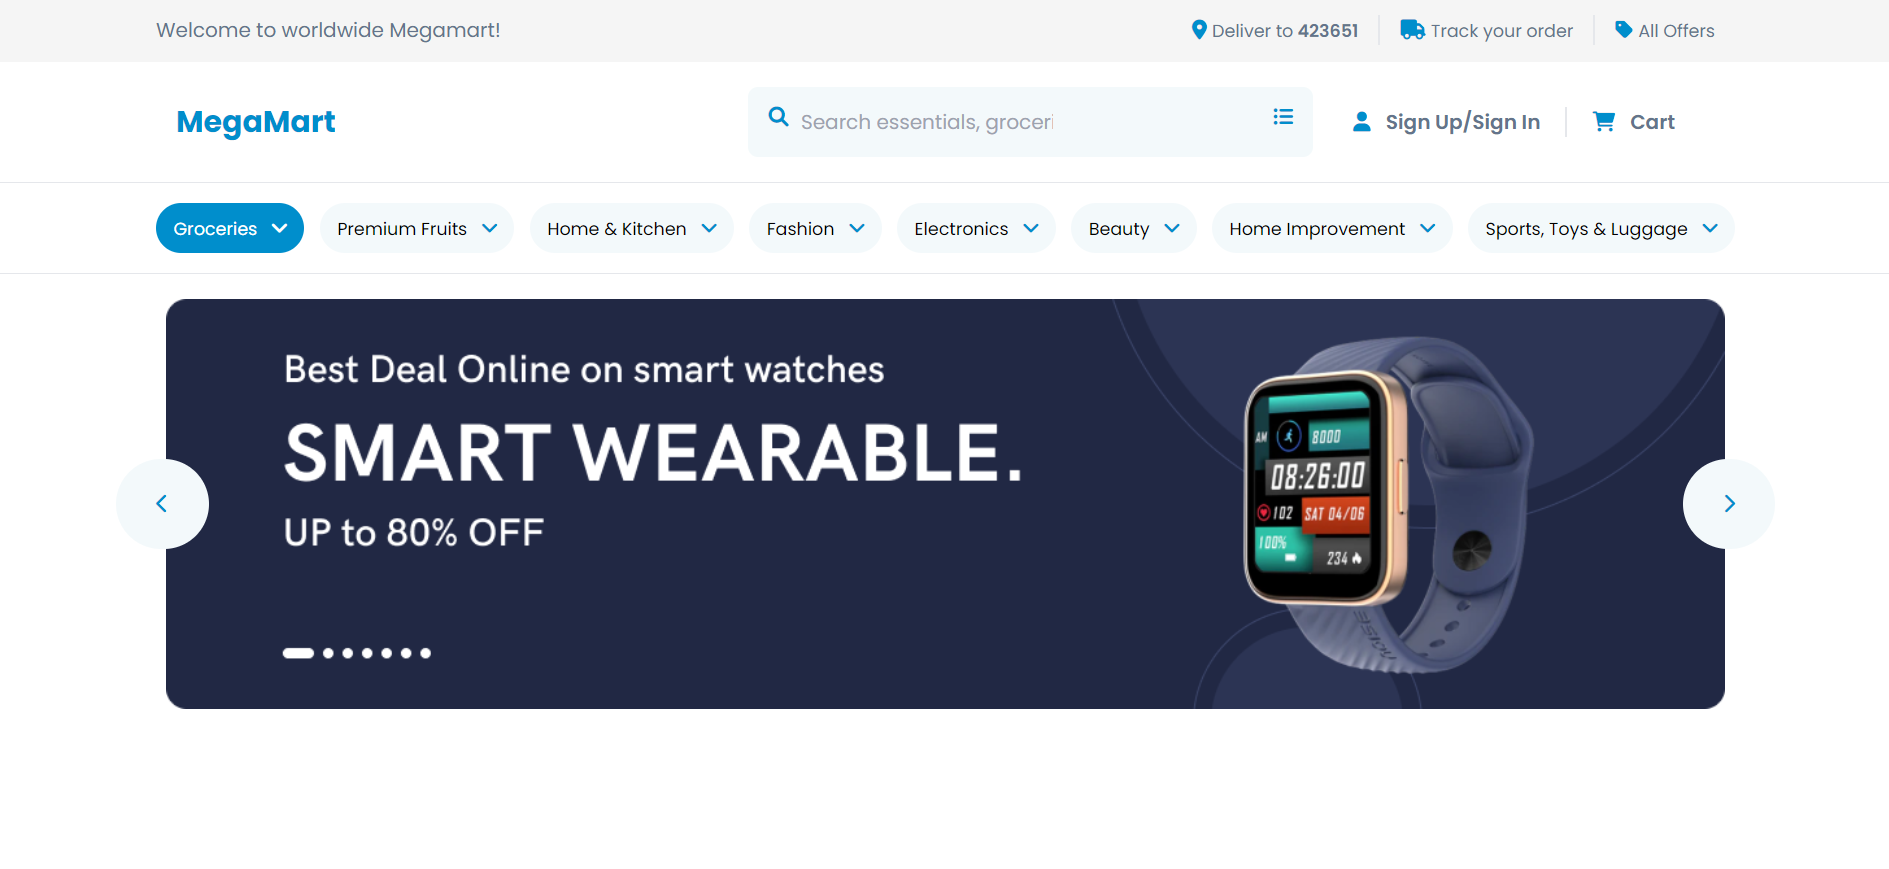 Welcome to worldwide Megamart!
Deliver to 423651
Track your order
All Offers
MegaMart
Search essentials, groceri
Sign Up/Sign In
Cart
Groceries
Premium Fruits
Home & Kitchen
Fashion
Electronics
Beauty
Home Improvement
Sports, Toys & Luggage
Best Deal Online on smart watches
SMART WEARABLE.
UP to 80% OFF
AM
8000
08:26:00
102
SAT 04/06
100%
234